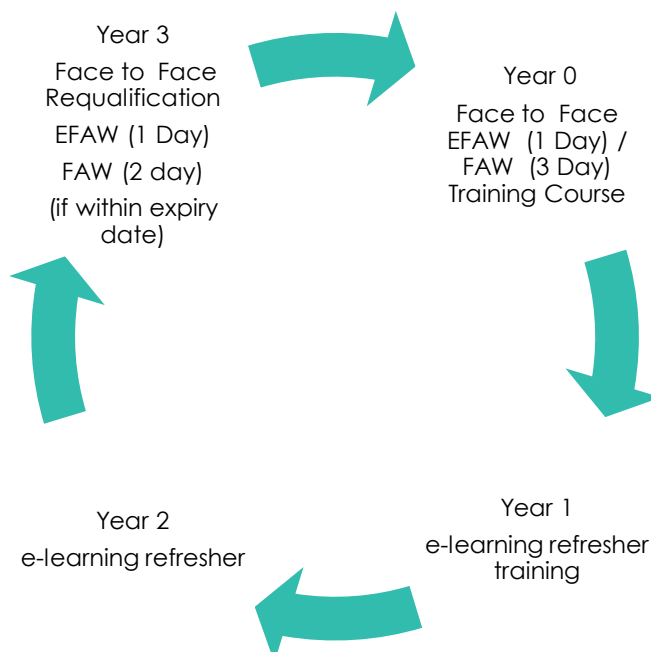 Year 3
Face to Face
Requalification
EFAW (1 Day)
FAW (2 day)
(if within expiry
date)
Year 0
Face to Face
EFAW (1 Day) /
FAW (3 Day)
Training Course
Year 1
e-learning refresher
training
Year 2
e-learning refresher